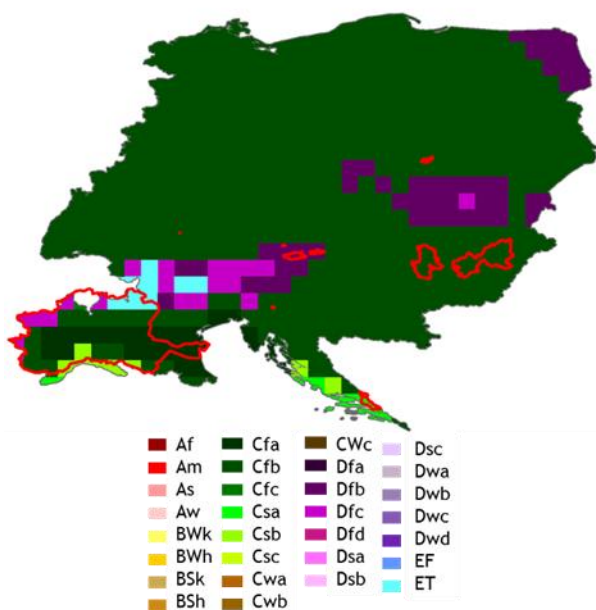 Af
Am
As
Aw
BWk
BWh
BSk
BSh
Cfa
Cfb
Cfc
Csa
Csb
Csc
Cwa
Cwb
CWc
Dfa
Dfb
Dfc
Dfd
Dsa
Dsb
Dsc
Dwa
Dwb
Dwc
Dwd
EF
ET